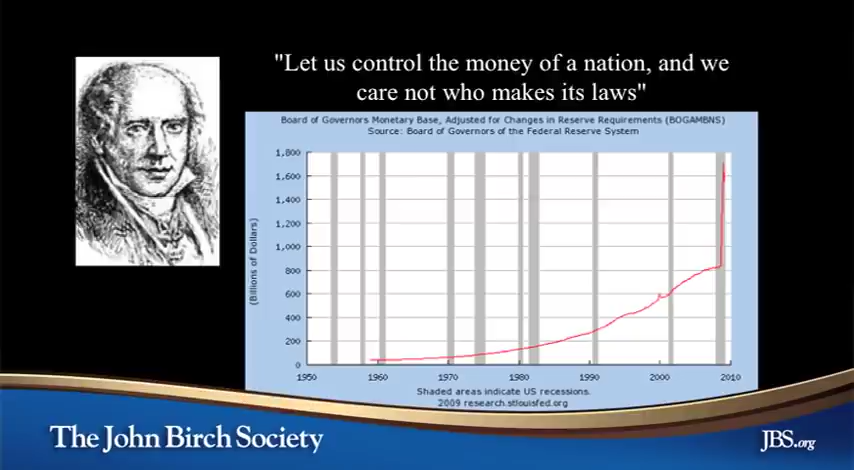 "Let us control the money of a nation, and we
care not who makes its laws"
Board of Governors Monetary Base, Adjusted for Changes in Reserve Requirements (BOGAMBNS)
Source: Board of Governors of the Federal Reserve System
(Billions of Dollars)
1,800
1,600
1,400
1,200
1,000
800
600
400
200
0
1950 1960 1970 1980 1990 2000 2010
Shaded areas indicate US recessions.
2009 research.stlouisfed.org
The John Birch Society
JBS.org